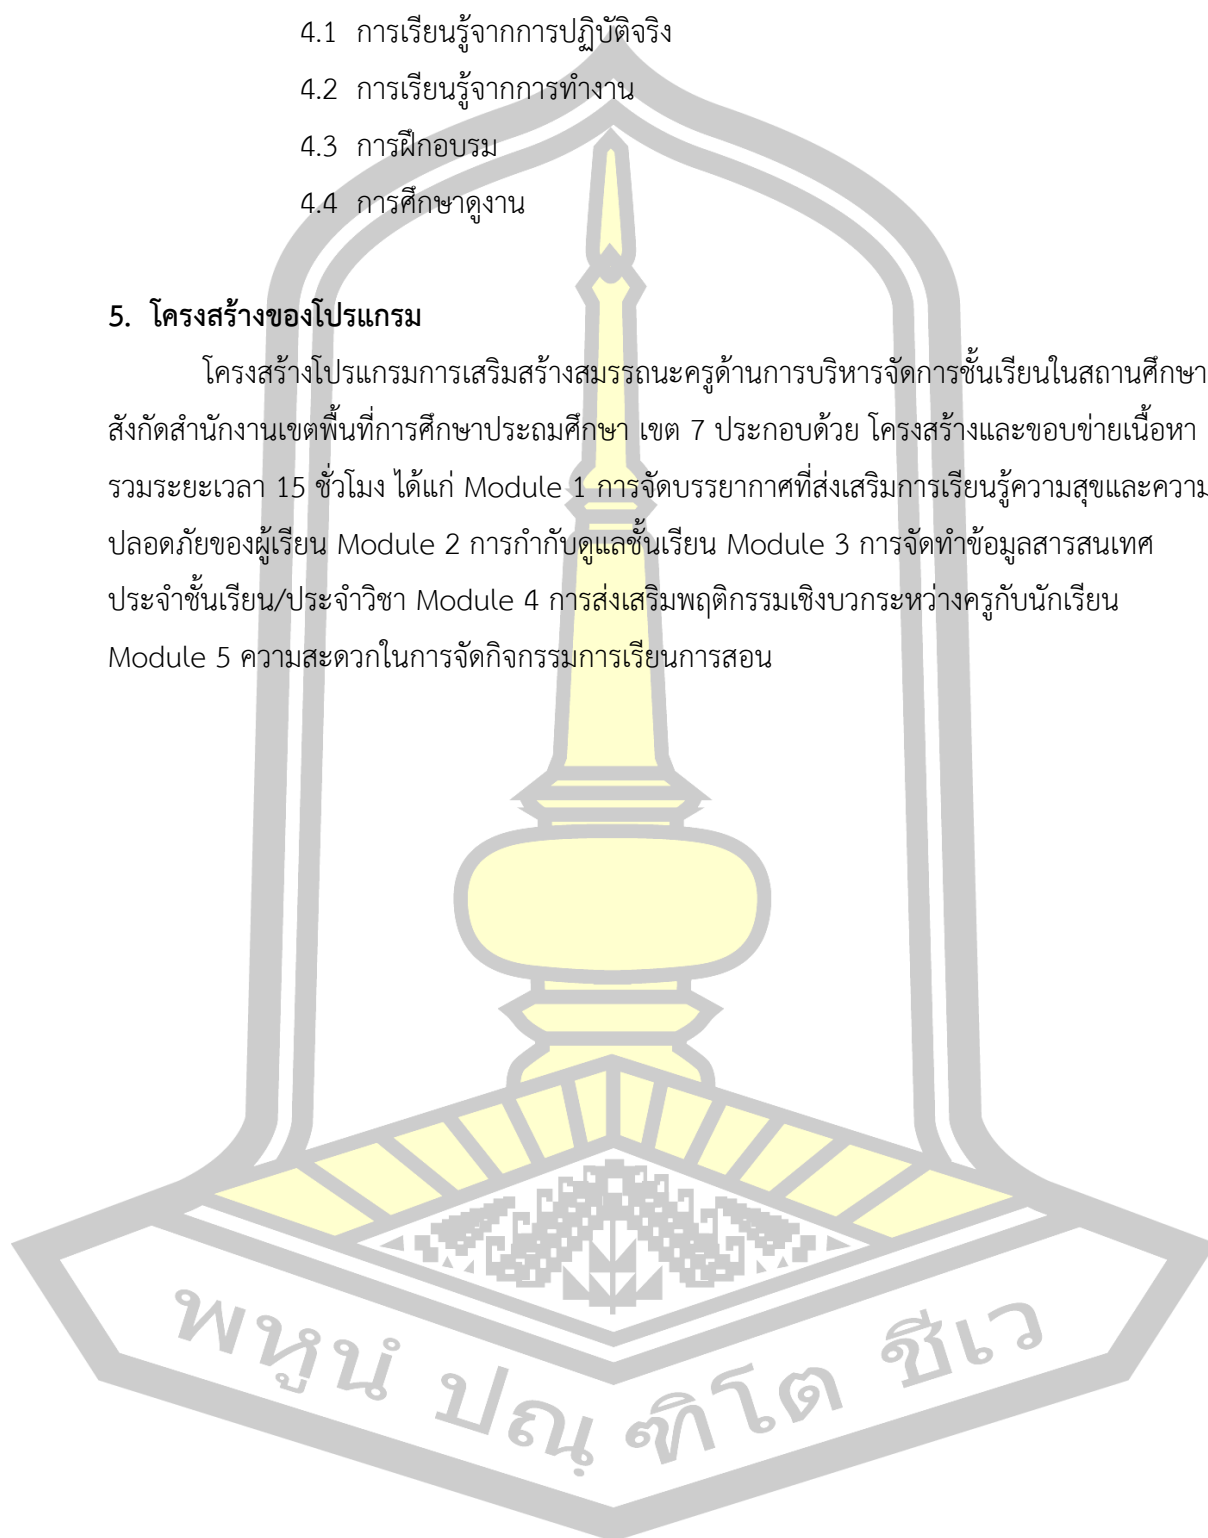 4.1 การเรียนรู้จากการปฏิบัติจริง
4.2 การเรียนรู้จากการทำงาน
4.3 การฝึกอบรม
4.4 การศึกษาดูงาน
5. โครงสร้างของโปรแกรม
โครงสร้างโปรแกรมการเสริมสร้างสมรรถนะครูด้านการบริหารจัดการชั้นเรียนในสถานศึกษา
สังกัดสำนักงานเขตพื้นที่การศึกษาประถมศึกษา เขต 7 ประกอบด้วย โครงสร้างและขอบข่ายเนื้อหา
รวมระยะเวลา 15 ชั่วโมง ได้แก่ Module 1 การจัดบรรยากาศที่ส่งเสริมการเรียนรู้ความสุขและความ
ปลอดภัยของผู้เรียน Module 2 การกำกับดูแลชั้นเรียน Module 3 การจัดทำข้อมูลสารสนเทศ
ประจำชั้นเรียน/ประจำวิชา Module 4 การส่งเสริมพฤติกรรมเชิงบวกระหว่างครูกับนักเรียน
Module 5 ความสะดวกในการจัดกิจกรรมการเรียนการสอน
พหูนํ ปณฺ ฑิโต ชีเว